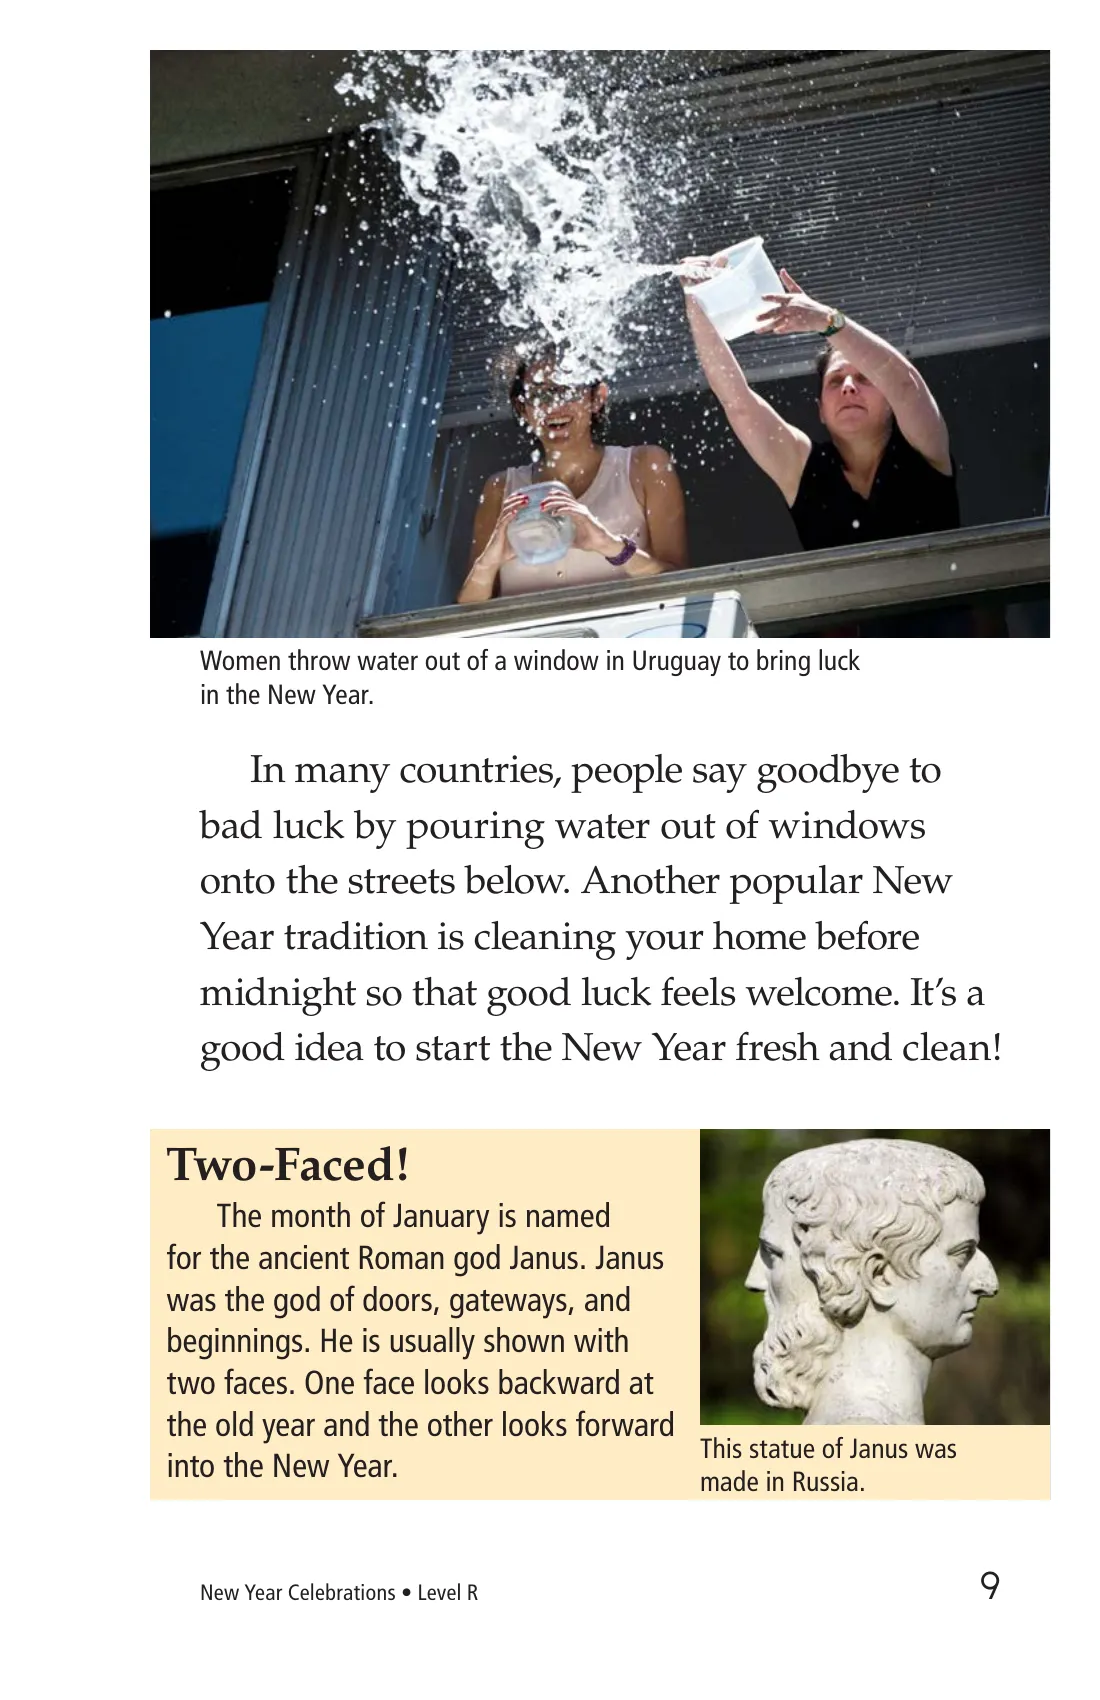 Women throw water out of a window in Uruguay to bring luck
in the New Year.
In many countries, people say goodbye to
bad luck by pouring water out of windows
onto the streets below. Another popular New
Year tradition is cleaning your home before
midnight so that good luck feels welcome. It’s a
good idea to start the New Year fresh and clean!
Two-Faced!
The month of January is named
for the ancient Roman god Janus. Janus
was the god of doors, gateways, and
beginnings. He is usually shown with
two faces. One face looks backward at
the old year and the other looks forward
into the New Year.
This statue of Janus was
made in Russia.
New Year Celebrations • Level R
9